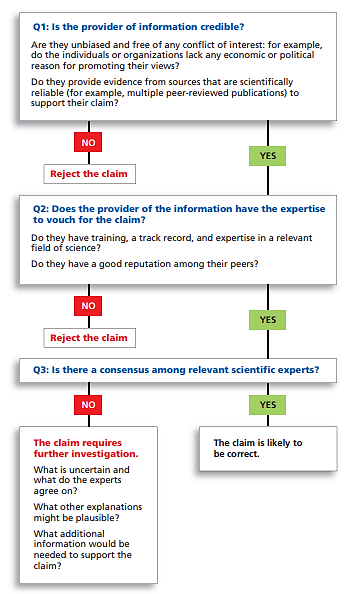 Q1: Is the provider of information credible?
Are they unbiased and free of any conflict of interest: for example,
do the individuals or organizations lack any economic or political
reason for promoting their views?
Do they provide evidence from sources that are scientifically
reliable (for example, multiple peer-reviewed publications) to
support their claim?
NO
YES
Reject the claim
Q2: Does the provider of the information have the expertise
to vouch for the claim?
Do they have training, a track record, and expertise in a relevant
field of science?
Do they have a good reputation among their peers?
NO
YES
Reject the claim
Q3: Is there a consensus among relevant scientific experts?
NO
YES
The claim requires
further investigation.
What is uncertain and
what do the experts
agree on?
What other explanations
might be plausible?
What additional
information would be
needed to support the
claim?
The claim is likely to
be correct.